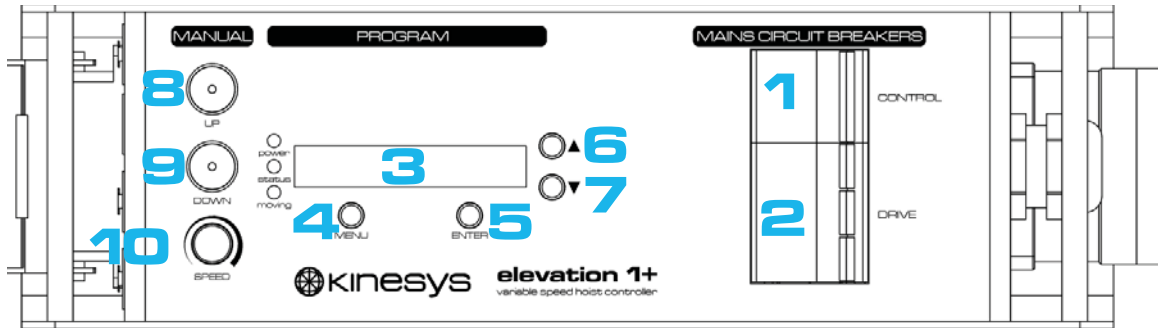 MANUAL PROGRAM MAINS CIRCUIT BREAKERS
8 1 CONTROL
UP
6 ▲
power
3
9 status
7 ▼
DOWN moving
4 5 2 DRIVE
MENU ENTER
10
SPEED
kinesys elevation 1+
variable speed hoist controller